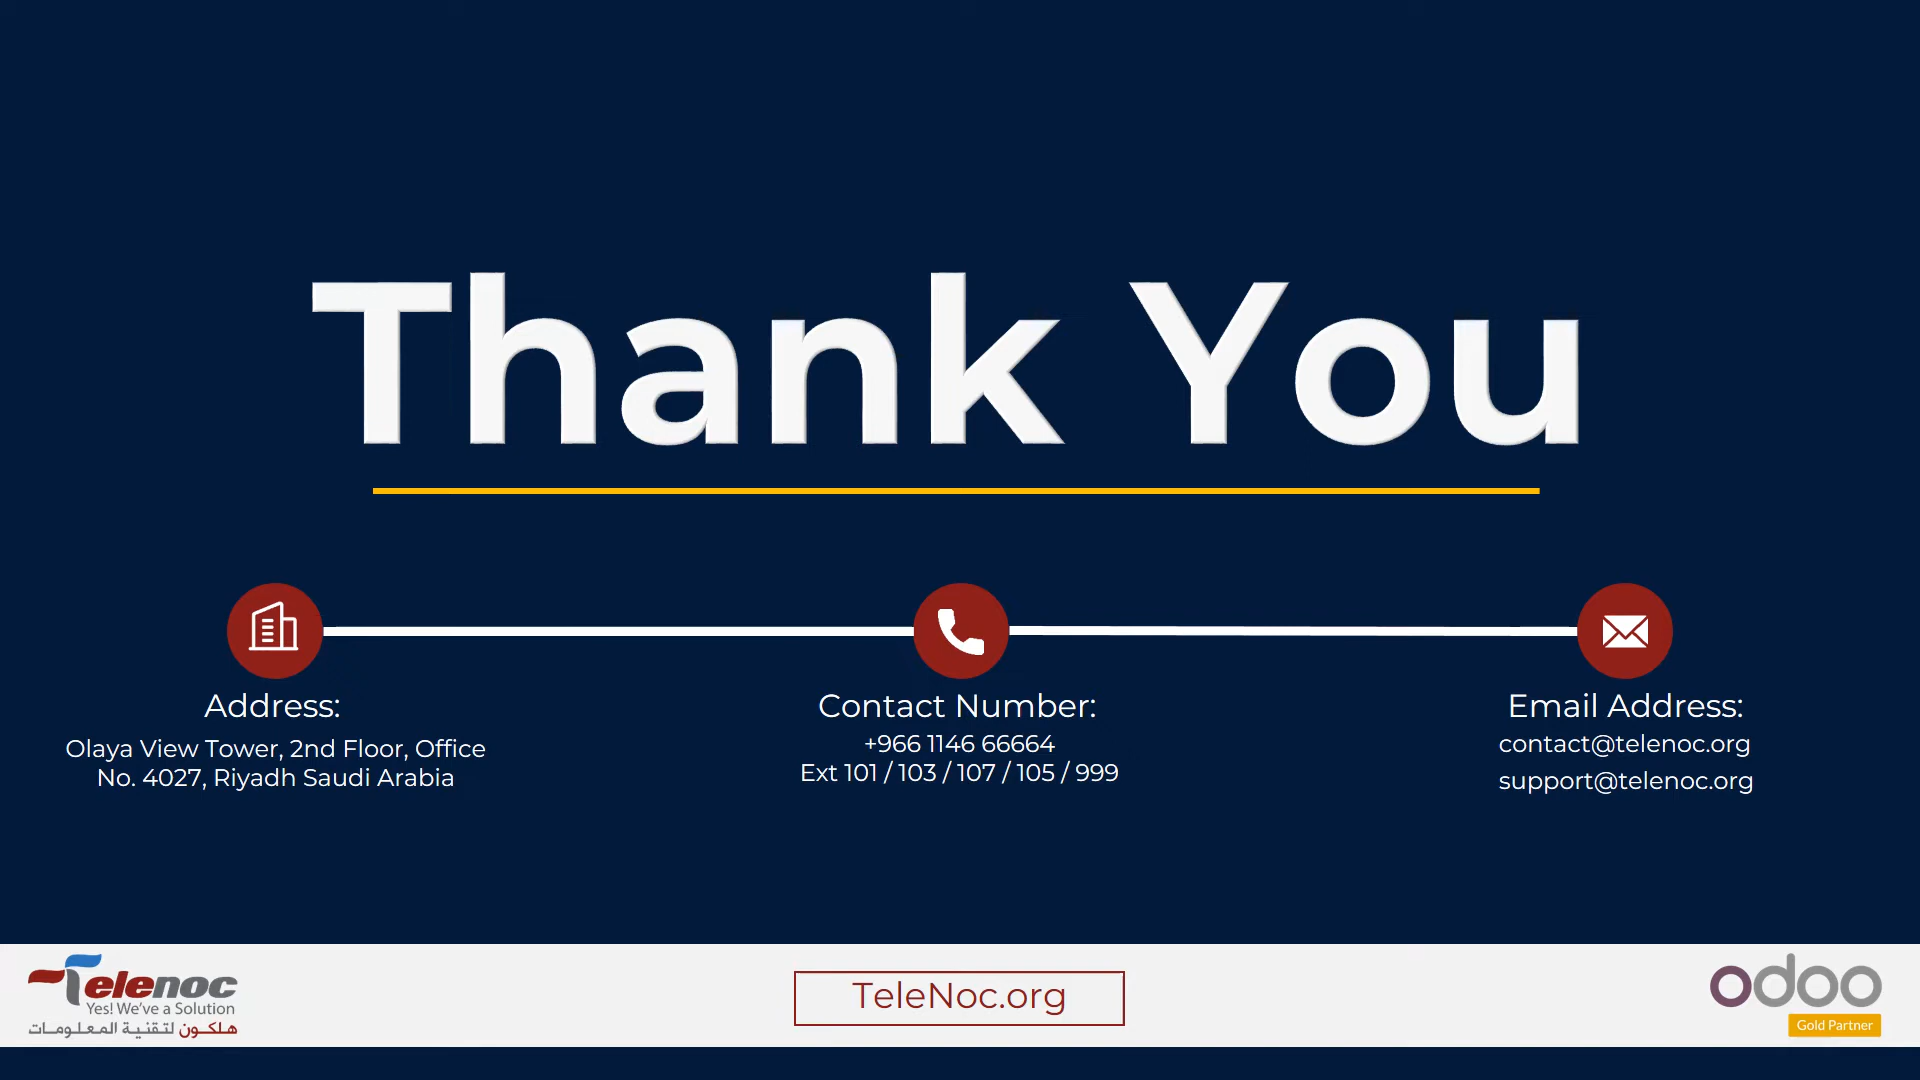 Thank You
Address:
Olaya View Tower, 2nd Floor, Office
No. 4027, Riyadh Saudi Arabia
Contact Number:
+966 1146 66664
Ext 101 / 103 / 107 / 105 / 999
Email Address:
contact@telenoc.org
support@telenoc.org
Telenoc
Yes! We've a Solution
هلكون لتقنية المعلومات
TeleNoc.org
odoo
Gold Partner